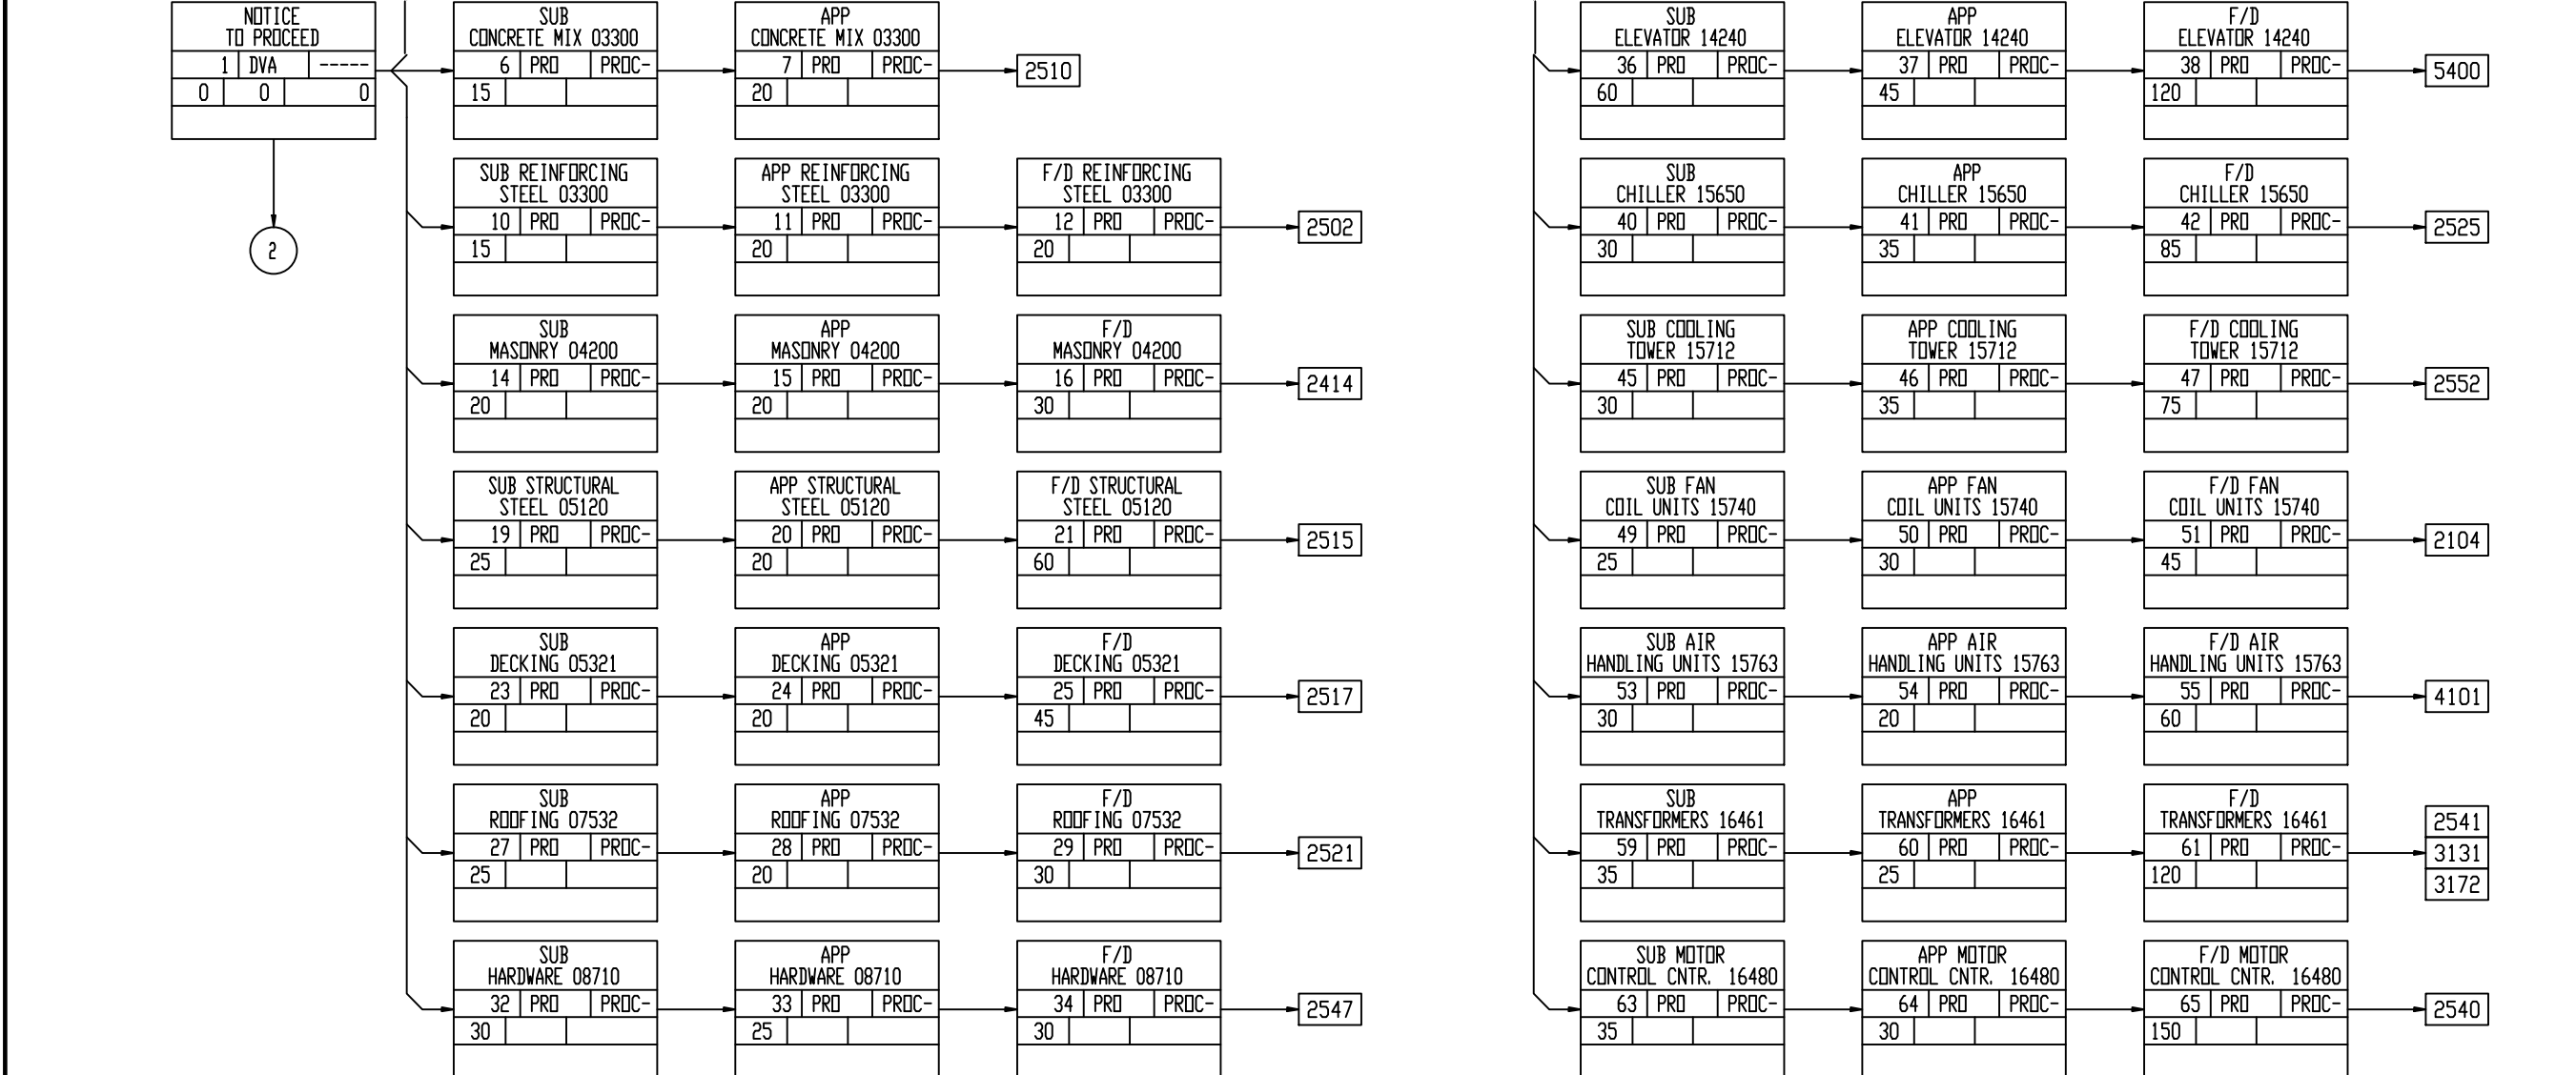 NOTICE
TO PROCEED
1 DVA -----
0 0 0
2
SUB
CONCRETE MIX 03300
6 PRO PROC-
15
APP
CONCRETE MIX 03300
7 PRO PROC-
20
2510
SUB REINFORCING
STEEL 03300
10 PRO PROC-
15
APP REINFORCING
STEEL 03300
11 PRO PROC-
20
F/D REINFORCING
STEEL 03300
12 PRO PROC-
20
2502
SUB
MASONRY 04200
14 PRO PROC-
20
APP
MASONRY 04200
15 PRO PROC-
20
F/D
MASONRY 04200
16 PRO PROC-
30
2414
SUB STRUCTURAL
STEEL 05120
19 PRO PROC-
25
APP STRUCTURAL
STEEL 05120
20 PRO PROC-
20
F/D STRUCTURAL
STEEL 05120
21 PRO PROC-
60
2515
SUB
DECKING 05321
23 PRO PROC-
20
APP
DECKING 05321
24 PRO PROC-
20
F/D
DECKING 05321
25 PRO PROC-
45
2517
SUB
ROOFING 07532
27 PRO PROC-
25
APP
ROOFING 07532
28 PRO PROC-
20
F/D
ROOFING 07532
29 PRO PROC-
30
2521
SUB
HARDWARE 08710
32 PRO PROC-
30
APP
HARDWARE 08710
33 PRO PROC-
25
F/D
HARDWARE 08710
34 PRO PROC-
30
2547
SUB
ELEVATOR 14240
36 PRO PROC-
60
APP
ELEVATOR 14240
37 PRO PROC-
45
F/D
ELEVATOR 14240
38 PRO PROC-
120
5400
SUB
CHILLER 15650
40 PRO PROC-
30
APP
CHILLER 15650
41 PRO PROC-
35
F/D
CHILLER 15650
42 PRO PROC-
85
2525
SUB COOLING
TOWER 15712
45 PRO PROC-
30
APP COOLING
TOWER 15712
46 PRO PROC-
35
F/D COOLING
TOWER 15712
47 PRO PROC-
75
2552
SUB FAN
COIL UNITS 15740
49 PRO PROC-
25
APP FAN
COIL UNITS 15740
50 PRO PROC-
30
F/D FAN
COIL UNITS 15740
51 PRO PROC-
45
2104
SUB AIR
HANDLING UNITS 15763
53 PRO PROC-
30
APP AIR
HANDLING UNITS 15763
54 PRO PROC-
20
F/D AIR
HANDLING UNITS 15763
55 PRO PROC-
60
4101
SUB
TRANSFORMERS 16461
59 PRO PROC-
35
APP
TRANSFORMERS 16461
60 PRO PROC-
25
F/D
TRANSFORMERS 16461
61 PRO PROC-
120
2541
3131
3172
SUB MOTOR
CONTROL CNTR. 16480
63 PRO PROC-
35
APP MOTOR
CONTROL CNTR. 16480
64 PRO PROC-
30
F/D MOTOR
CONTROL CNTR. 16480
65 PRO PROC-
150
2540